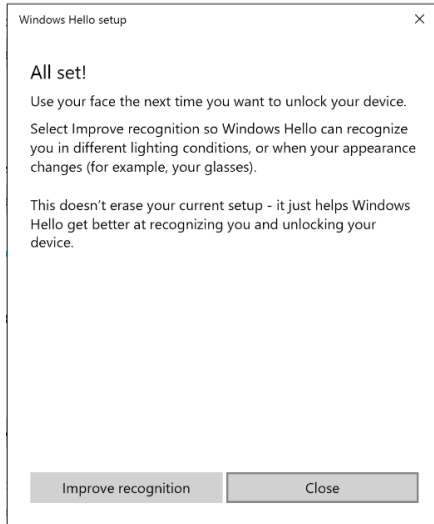 Windows Hello setup
All set!
Use your face the next time you want to unlock your device.
Select Improve recognition so Windows Hello can recognize
you in different lighting conditions, or when your appearance
changes (for example, your glasses).
This doesn't erase your current setup - it just helps Windows
Hello get better at recognizing you and unlocking your
device.
Improve recognition
Close